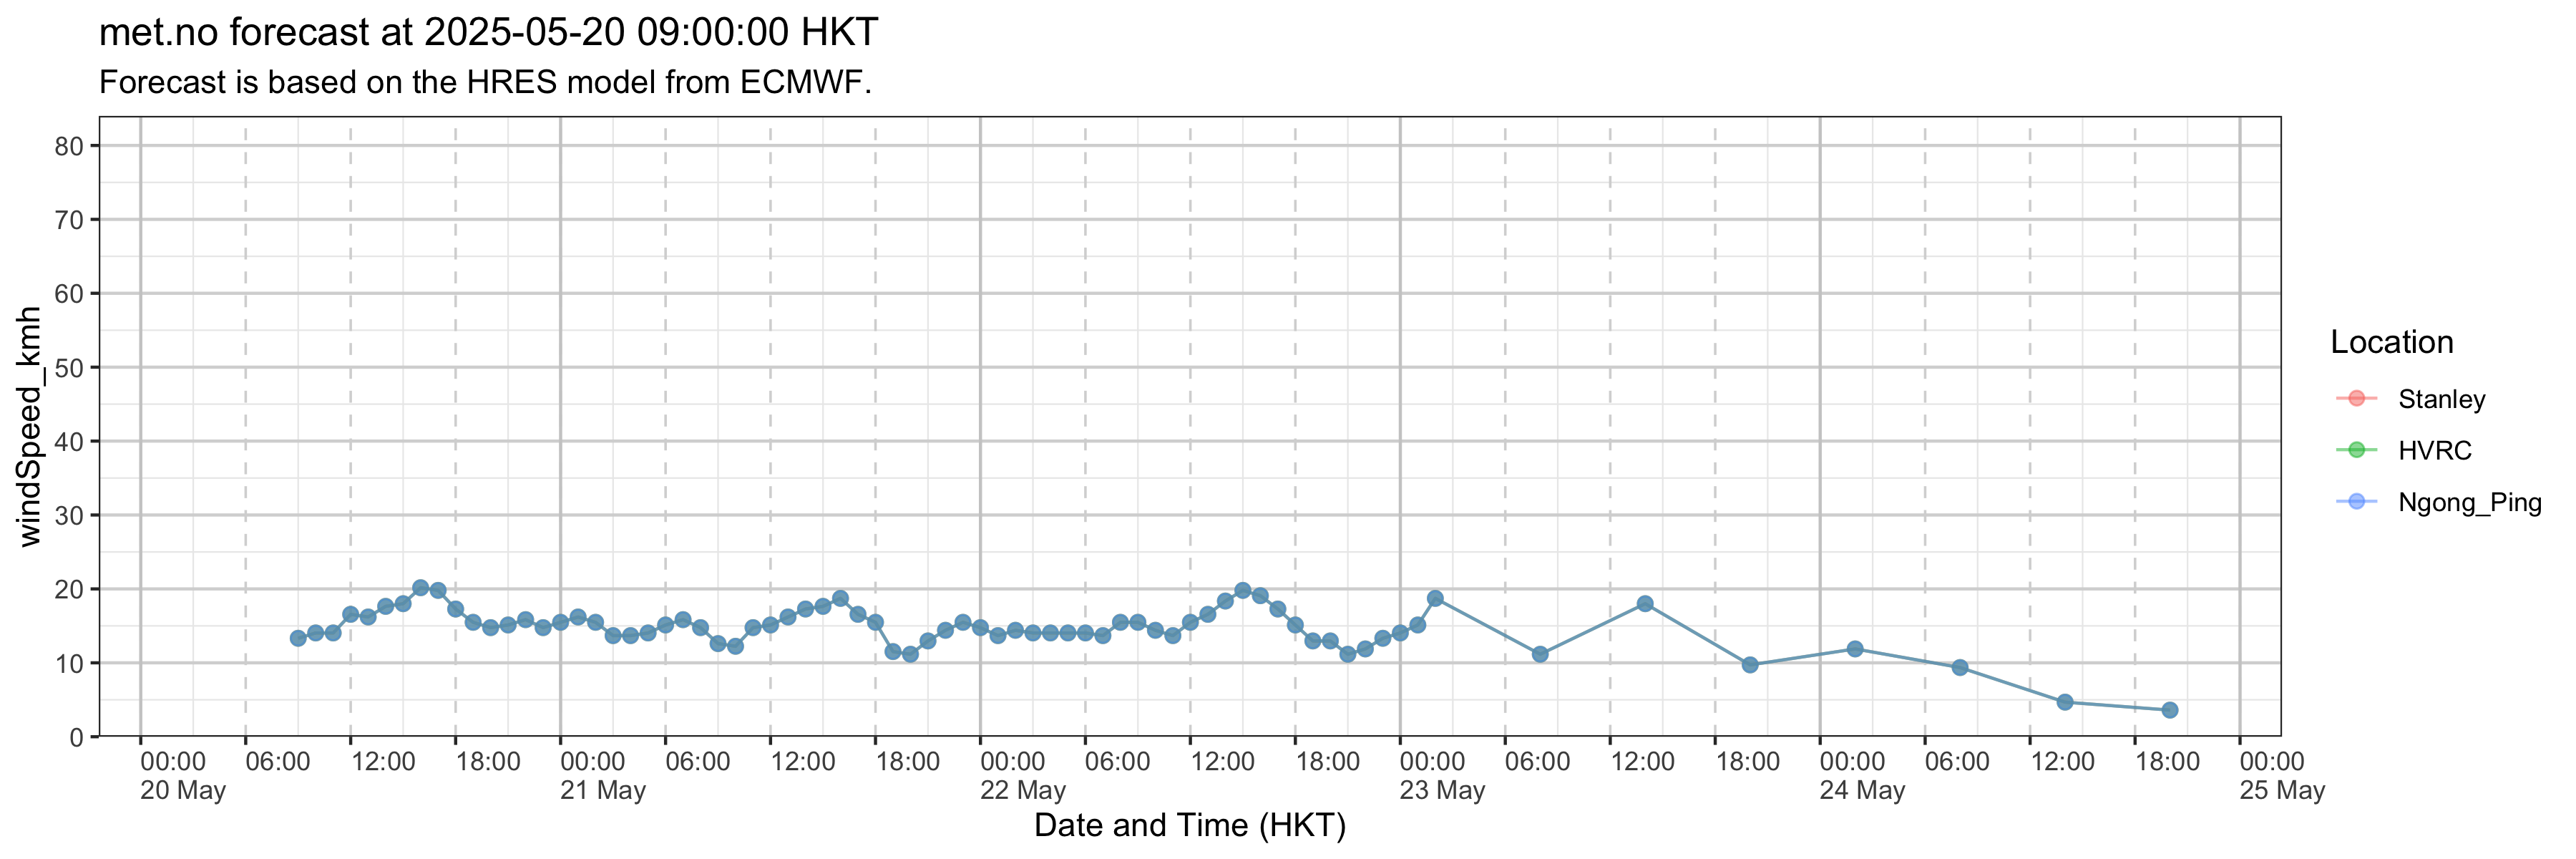 met.no forecast at 2025-05-20 09:00:00 HKT
Forecast is based on the HRES model from ECMWF.
windSpeed_kmh
80
70
60
50
40
30
20
10
0
00:00 06:00 12:00 18:00 00:00 06:00 12:00 18:00 00:00 06:00 12:00 18:00 00:00 06:00 12:00 18:00 00:00 06:00 12:00 18:00 00:00
20 May 21 May 22 May 23 May 24 May 25 May
Date and Time (HKT)
Location
Stanley
HVRC
Ngong_Ping